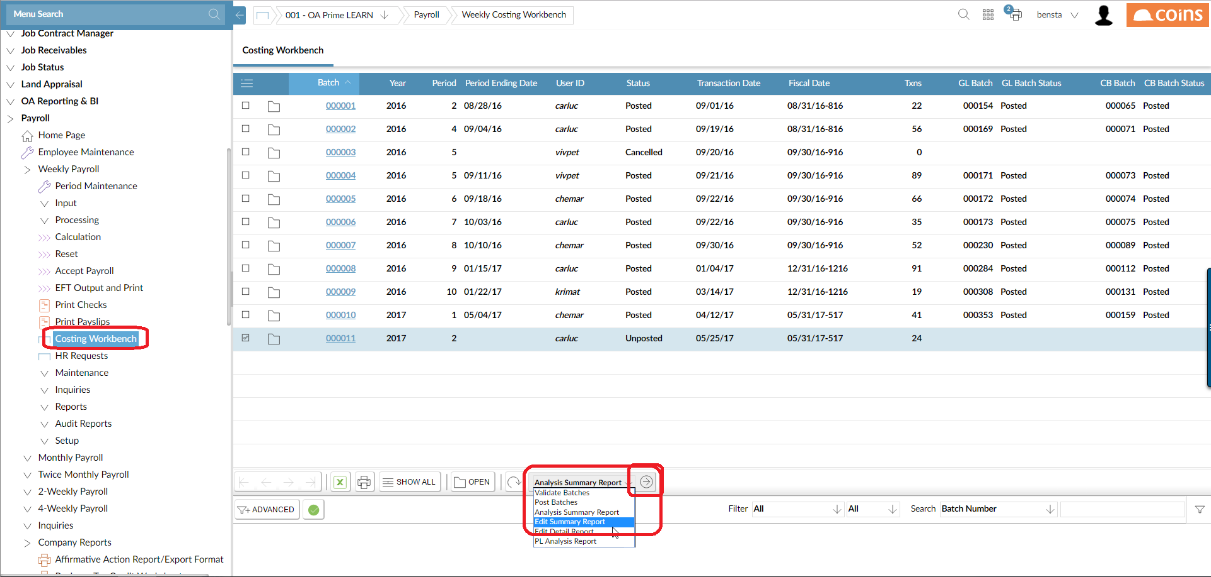 Menu Search
001 - OA Prime LEARN
Payroll
Weekly Costing Workbench
2
bensta
coins
Job Contract Manager
Job Receivables
Job Status
Land Appraisal
OA Reporting & BI
Payroll
Home Page
Employee Maintenance
Weekly Payroll
Period Maintenance
Input
Processing
Calculation
Reset
Accept Payroll
EFT Output and Print
Print Checks
Print Payslips
Costing Workbench
HR Requests
Maintenance
Inquiries
Reports
Audit Reports
Setup
Monthly Payroll
Twice Monthly Payroll
2-Weekly Payroll
4-Weekly Payroll
Inquiries
Company Reports
Affirmative Action Report/Export Format
Costing Workbench
Batch Year Period Period Ending Date User ID Status Transaction Date Fiscal Date Txns GL Batch GL Batch Status CB Batch CB Batch Status
000001 2016 2 08/28/16 carluc Posted 09/01/16 08/31/16-816 22 000154 Posted 000065 Posted
000002 2016 4 09/04/16 carluc Posted 09/19/16 08/31/16-816 56 000169 Posted 000071 Posted
000003 2016 5 vivpet Cancelled 09/20/16 09/30/16-916 0
000004 2016 5 09/11/16 vivpet Posted 09/21/16 09/30/16-916 89 000171 Posted 000073 Posted
000005 2016 6 09/18/16 chemar Posted 09/22/16 09/30/16-916 66 000172 Posted 000074 Posted
000006 2016 7 10/03/16 carluc Posted 09/22/16 09/30/16-916 35 000173 Posted 000075 Posted
000007 2016 8 10/10/16 chemar Posted 09/30/16 09/30/16-916 52 000230 Posted 000089 Posted
000008 2016 9 01/15/17 carluc Posted 01/04/17 12/31/16-1216 91 000284 Posted 000112 Posted
000009 2016 10 01/22/17 krimat Posted 03/14/17 12/31/16-1216 19 000308 Posted 000131 Posted
000010 2017 1 05/04/17 chemar Posted 04/12/17 05/31/17-517 41 000353 Posted 000159 Posted
000011 2017 2 carluc Unposted 05/25/17 05/31/17-517 24
SHOW ALL OPEN Analysis Summary Report
Validate Batches
Post Batches
Analysis Summary Report
Edit Summary Report
Edit Detail Report
PL Analysis Report
ADVANCED Filter All All Search Batch Number